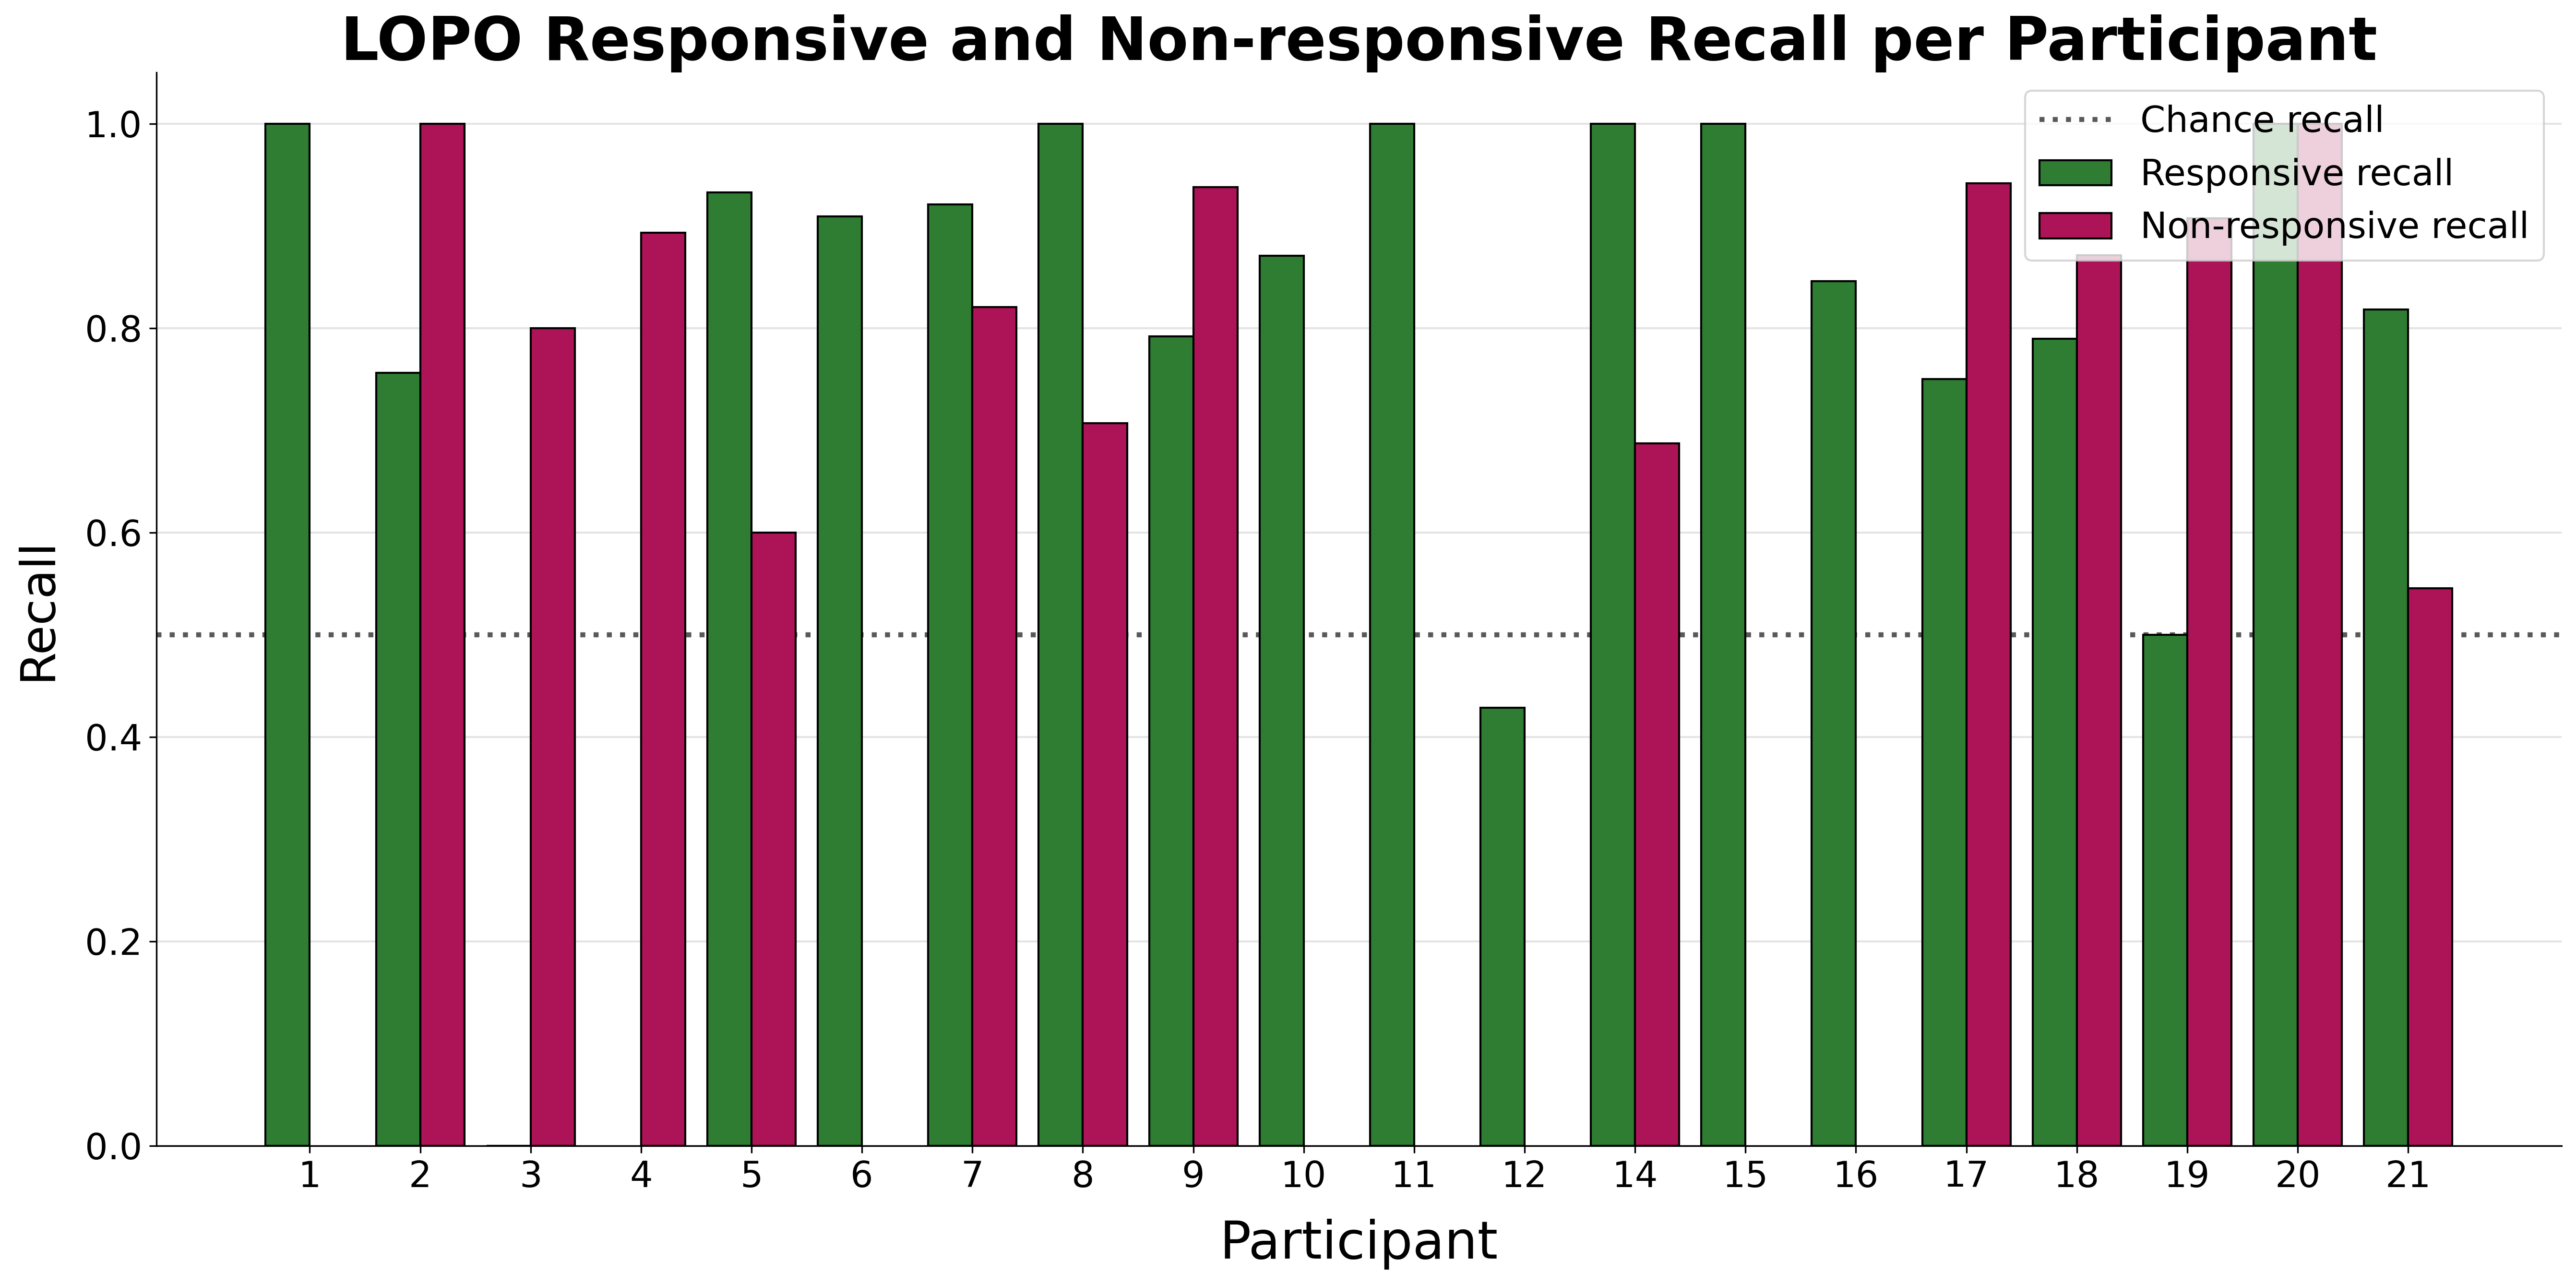 LOPO Responsive and Non-responsive Recall per Participant
Chance recall
Responsive recall
Non-responsive recall
1.0
0.8
0.6
0.4
0.2
0.0
Recall
1 2 3 4 5 6 7 8 9 10 11 12 14 15 16 17 18 19 20 21
Participant